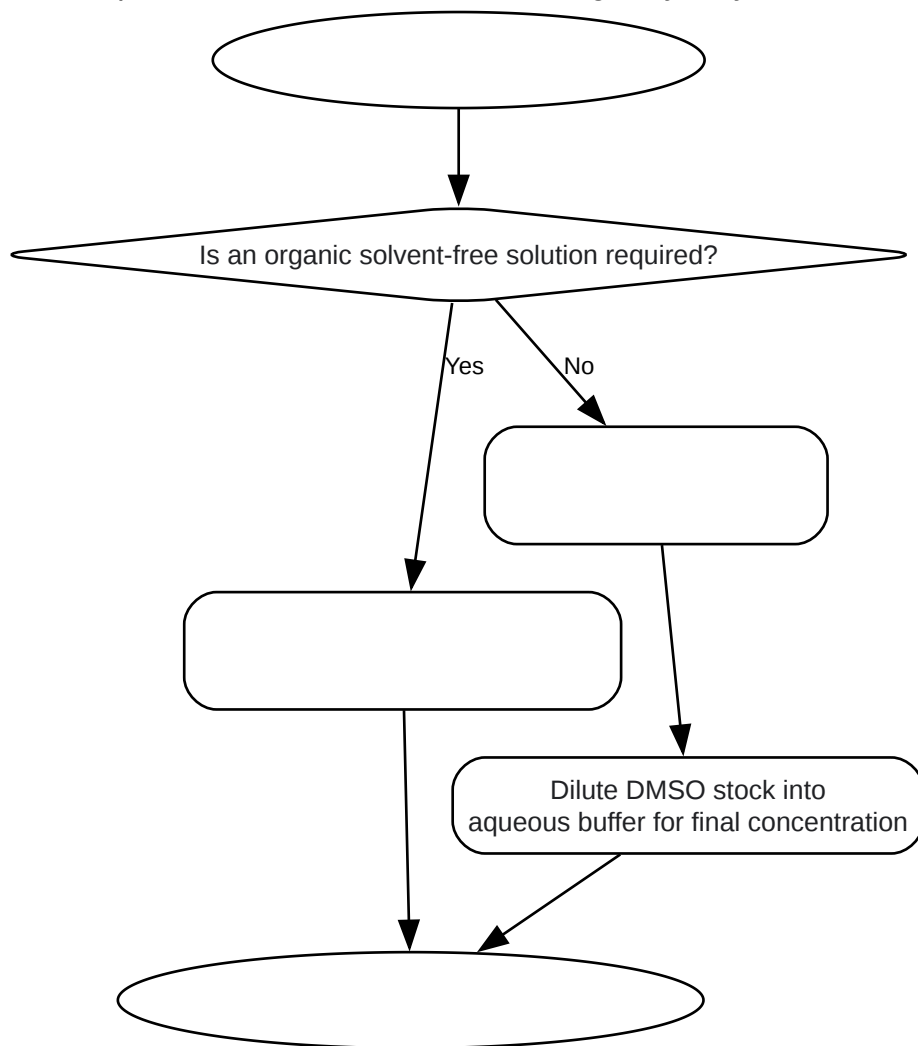 Is an organic solvent-free solution required?
Yes
No
Dilute DMSO stock into
aqueous buffer for final concentration